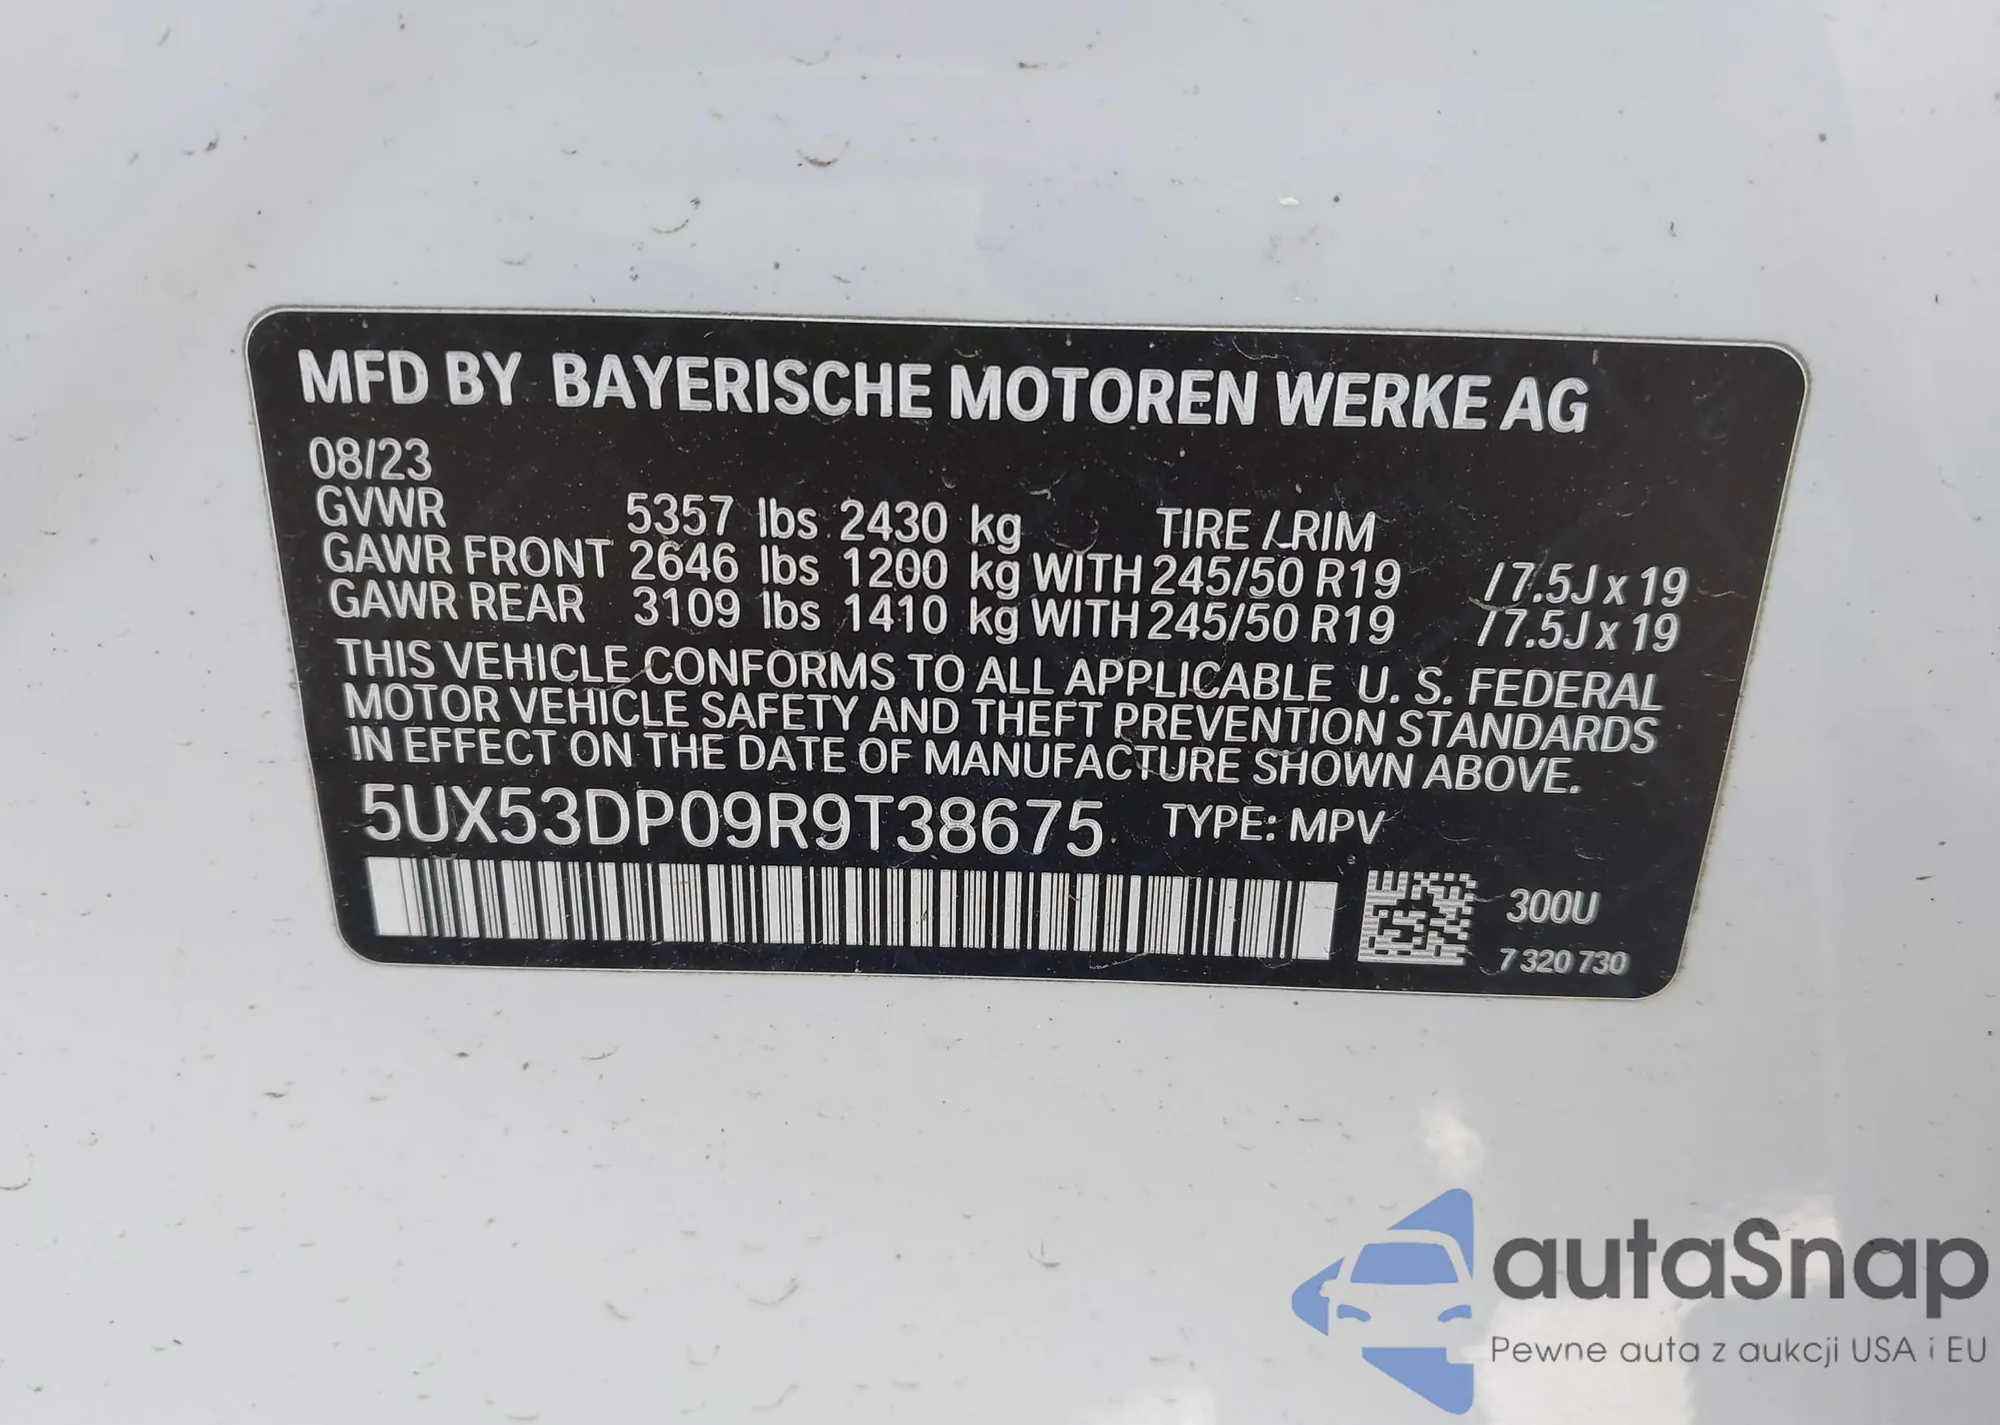 MFD BY BAYERISCHE MOTOREN WERKE AG
08/23
GVWR 5357 lbs 2430 kg TIRE / RIM
GAWR FRONT 2646 lbs 1200 kg WITH 245/50 R19 / 7.5J x 19
GAWR REAR 3109 lbs 1410 kg WITH 245/50 R19 / 7.5J x 19
THIS VEHICLE CONFORMS TO ALL APPLICABLE U. S. FEDERAL
MOTOR VEHICLE SAFETY AND THEFT PREVENTION STANDARDS
IN EFFECT ON THE DATE OF MANUFACTURE SHOWN ABOVE.
5UX53DP09R9T38675 TYPE: MPV
300U
7 320 730
autaSnap
Pewne auta z aukcji USA i EU